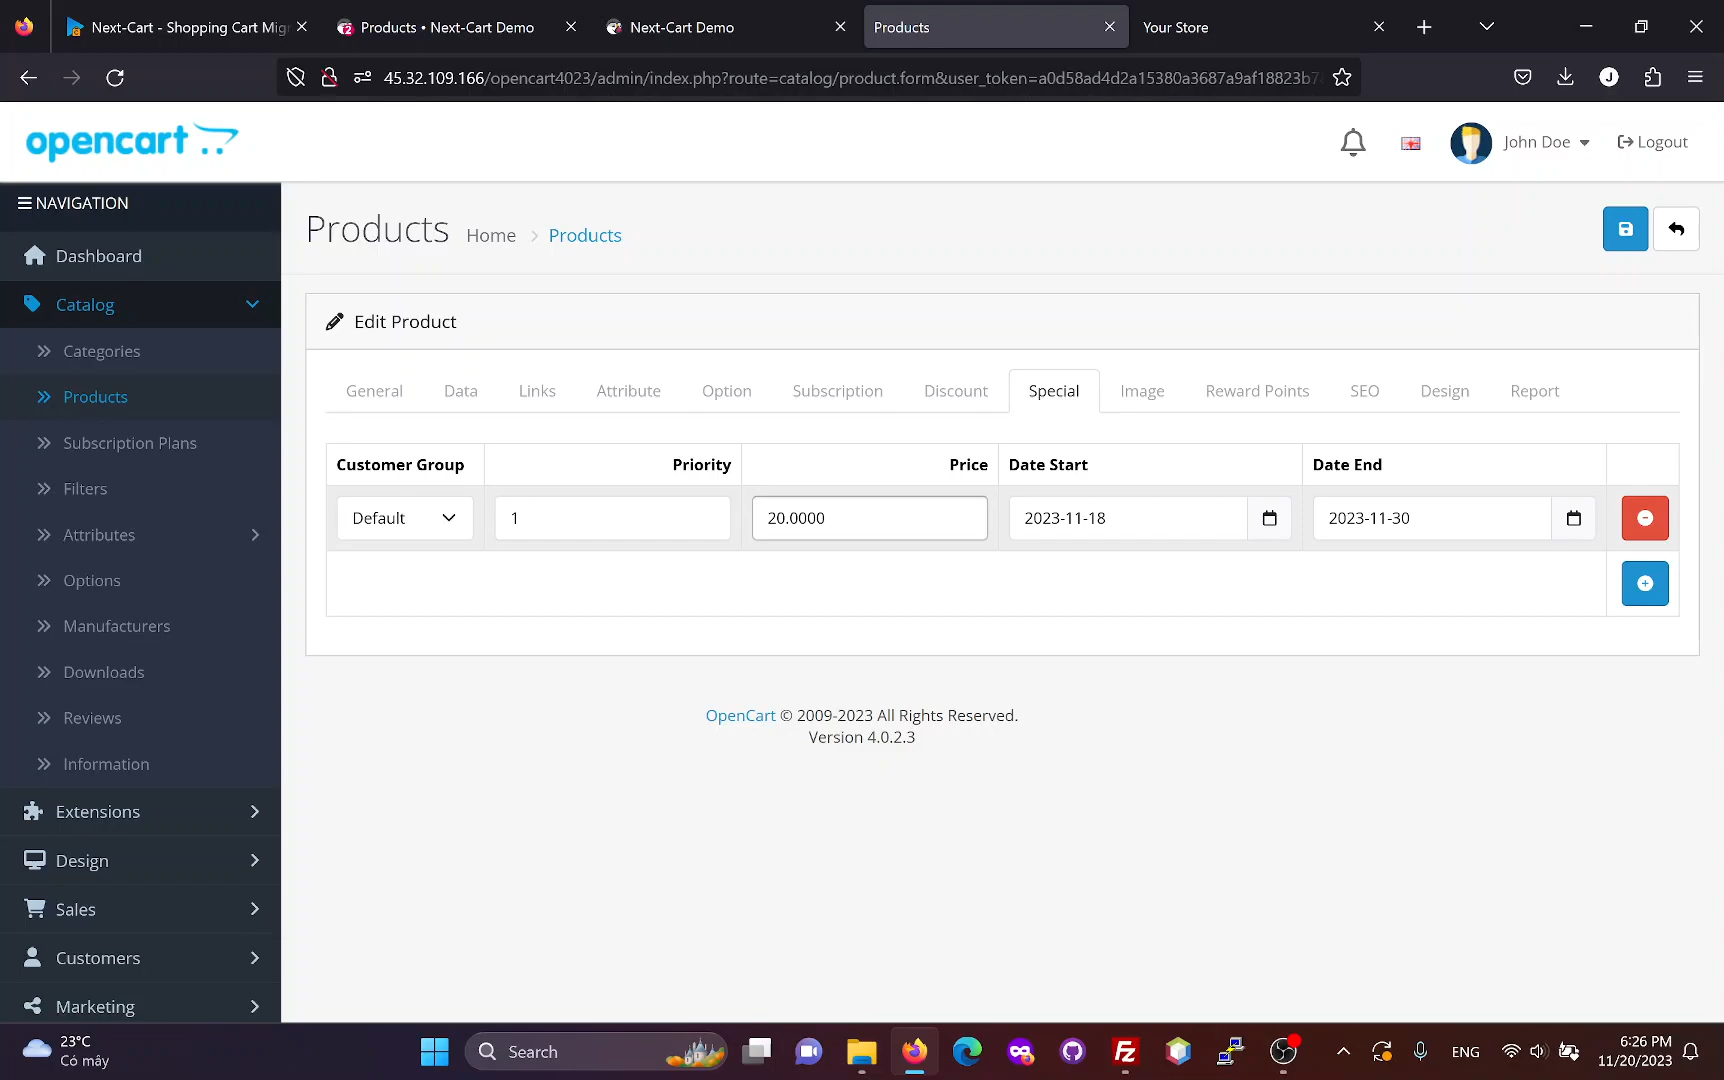 Next-Cart - Shopping Cart Mig
Products • Next-Cart Demo
Next-Cart Demo
Products
Your Store
45.32.109.166/opencart4023/admin/index.php?route=catalog/product.form&user_token=a0d58ad4d2a15380a3687a9af18823b7
opencart
John Doe
Logout
NAVIGATION
Dashboard
Catalog
Categories
Products
Subscription Plans
Filters
Attributes
Options
Manufacturers
Downloads
Reviews
Information
Extensions
Design
Sales
Customers
Marketing
Products Home Products
Edit Product
General Data Links Attribute Option Subscription Discount Special Image Reward Points SEO Design Report
Customer Group Priority Price Date Start Date End
Default 1 20.0000 2023-11-18 2023-11-30
OpenCart © 2009-2023 All Rights Reserved.
Version 4.0.2.3
23°C
Có mây
Search
ENG
6:26 PM
11/20/2023